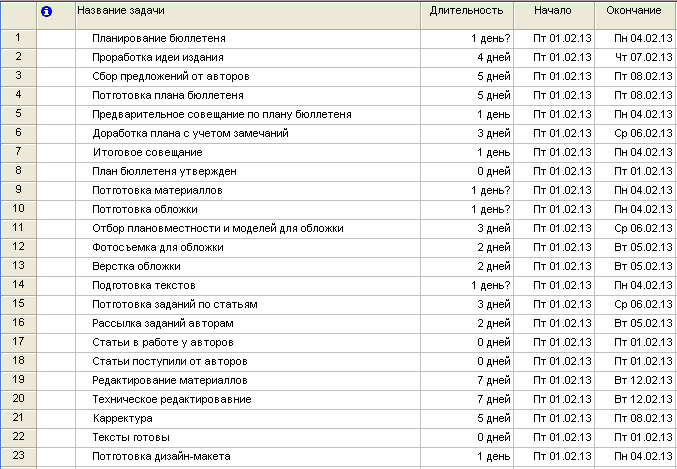 Название задачи Длительность Начало Окончание
1 Планирование бюллетеня 1 день? Пт 01.02.13 Пн 04.02.13
2 Проработка идеи издания 4 дней Пт 01.02.13 Чт 07.02.13
3 Сбор предложений от авторов 5 дней Пт 01.02.13 Пт 08.02.13
4 Потготовка плана бюллетеня 5 дней Пт 01.02.13 Пт 08.02.13
5 Предварительное совещание по плану бюллетеня 1 день Пт 01.02.13 Пн 04.02.13
6 Доработка плана с учетом замечаний 3 дней Пт 01.02.13 Ср 06.02.13
7 Итоговое совещание 1 день Пт 01.02.13 Пн 04.02.13
8 План бюллетеня утвержден 0 дней Пт 01.02.13 Пт 01.02.13
9 Потготовка материаллов 1 день? Пт 01.02.13 Пн 04.02.13
10 Потготовка обложки 1 день? Пт 01.02.13 Пн 04.02.13
11 Отбор плановместности и моделей для обложки 3 дней Пт 01.02.13 Ср 06.02.13
12 Фотосъемка для обложки 2 дней Пт 01.02.13 Вт 05.02.13
13 Верстка обложки 2 дней Пт 01.02.13 Вт 05.02.13
14 Подготовка текстов 1 день? Пт 01.02.13 Пн 04.02.13
15 Потготовка заданий по статьям 3 дней Пт 01.02.13 Ср 06.02.13
16 Рассылка заданий авторам 2 дней Пт 01.02.13 Вт 05.02.13
17 Статьи в работе у авторов 0 дней Пт 01.02.13 Пт 01.02.13
18 Статьи поступили от авторов 0 дней Пт 01.02.13 Пт 01.02.13
19 Редактирование материаллов 7 дней Пт 01.02.13 Вт 12.02.13
20 Техническое редактировавние 7 дней Пт 01.02.13 Вт 12.02.13
21 Карректура 5 дней Пт 01.02.13 Пт 08.02.13
22 Тексты готовы 0 дней Пт 01.02.13 Пт 01.02.13
23 Потготовка дизайн-макета 1 день Пт 01.02.13 Пн 04.02.13